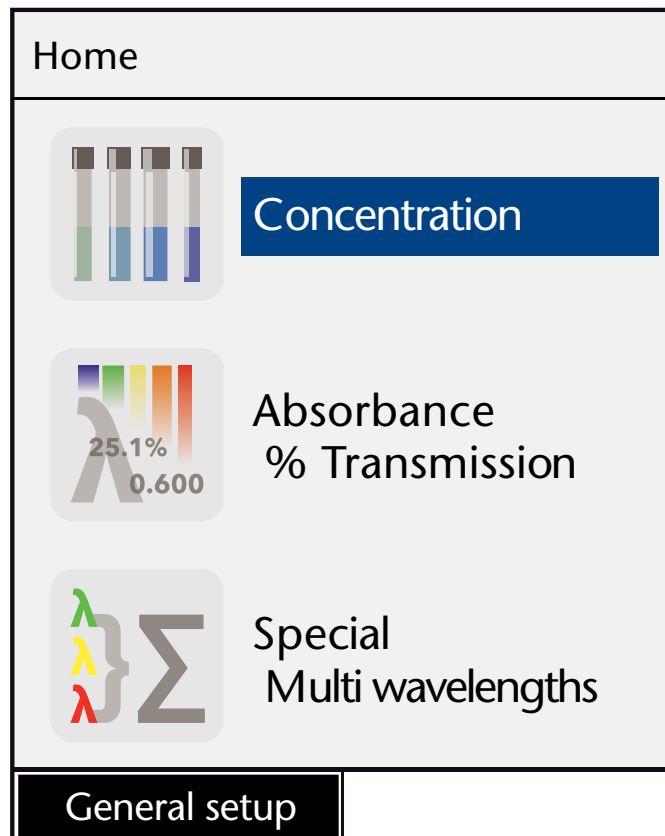 Home
Concentration
Absorbance
% Transmission
25.1%
0.600
Special
Multi wavelengths
λ
λ
λ
λ
}
Σ
General setup